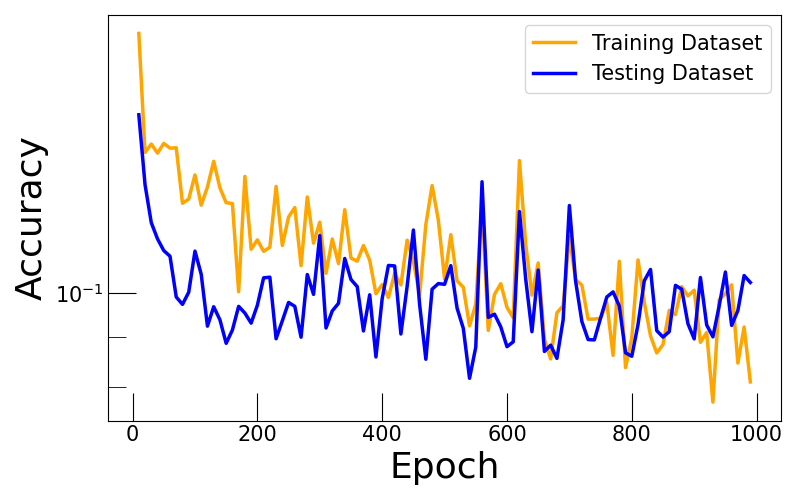 Training Dataset
Testing Dataset
Accuracy
10⁻¹
0 200 400 600 800 1000
Epoch